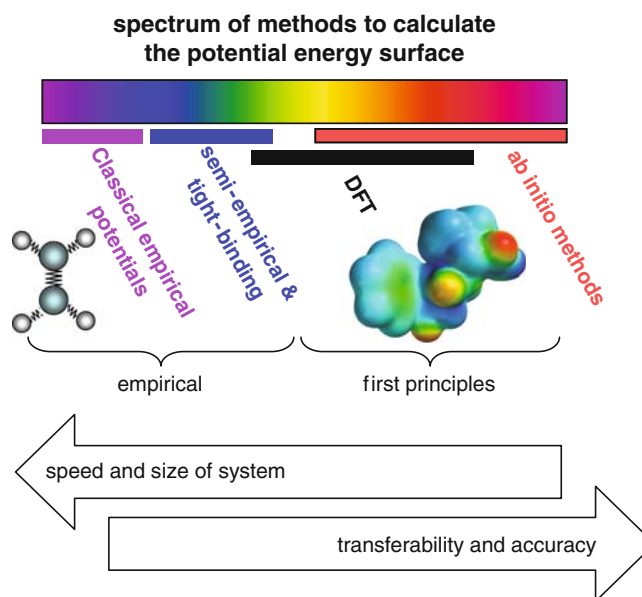 spectrum of methods to calculate
the potential energy surface
Classical empirical
potentials
semi-empirical &
tight-binding
DFT
ab initio methods
empirical
first principles
speed and size of system
transferability and accuracy